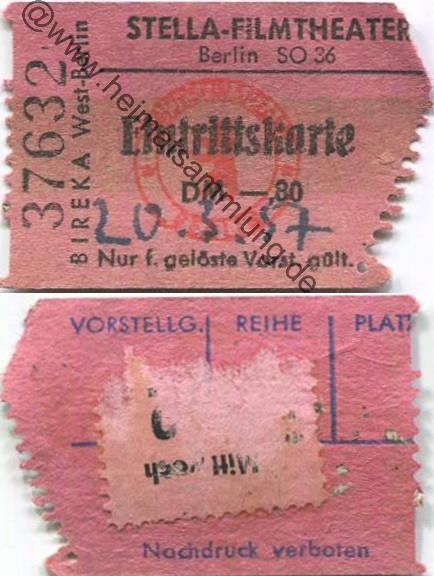 STELLA-FILMTHEATER
Berlin SO 36
Eintrittskarte
DM —,80
20 3.57
Nur f. gelöste Vorst. gült.
37632
BIREKA West-Berlin
@www.heimatsammlung.de
VORSTELLG. REIHE PLATZ
Mittwoch
Nachdruck verboten